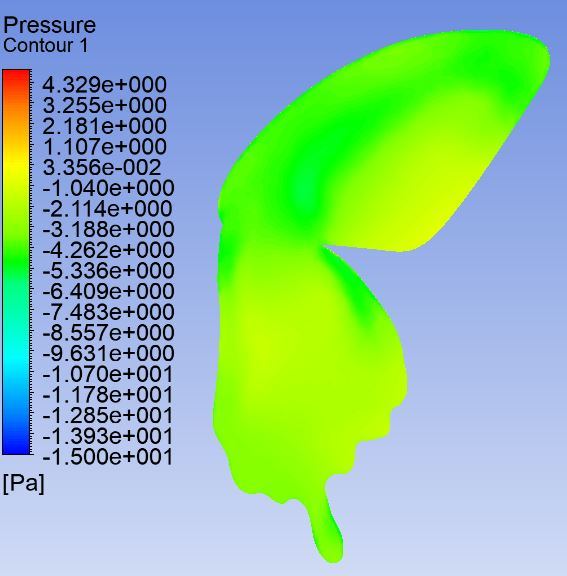 Pressure
Contour 1
4.329e+000
3.255e+000
2.181e+000
1.107e+000
3.356e-002
-1.040e+000
-2.114e+000
-3.188e+000
-4.262e+000
-5.336e+000
-6.409e+000
-7.483e+000
-8.557e+000
-9.631e+000
-1.070e+001
-1.178e+001
-1.285e+001
-1.393e+001
-1.500e+001
[Pa]